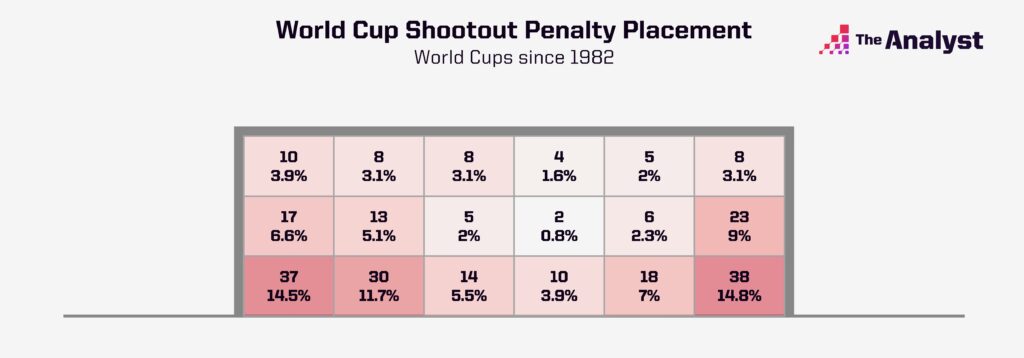 World Cup Shootout Penalty Placement
World Cups since 1982
The Analyst
10 8 8 4 5 8
3.9% 3.1% 3.1% 1.6% 2% 3.1%
17 13 5 2 6 23
6.6% 5.1% 2% 0.8% 2.3% 9%
37 30 14 10 18 38
14.5% 11.7% 5.5% 3.9% 7% 14.8%